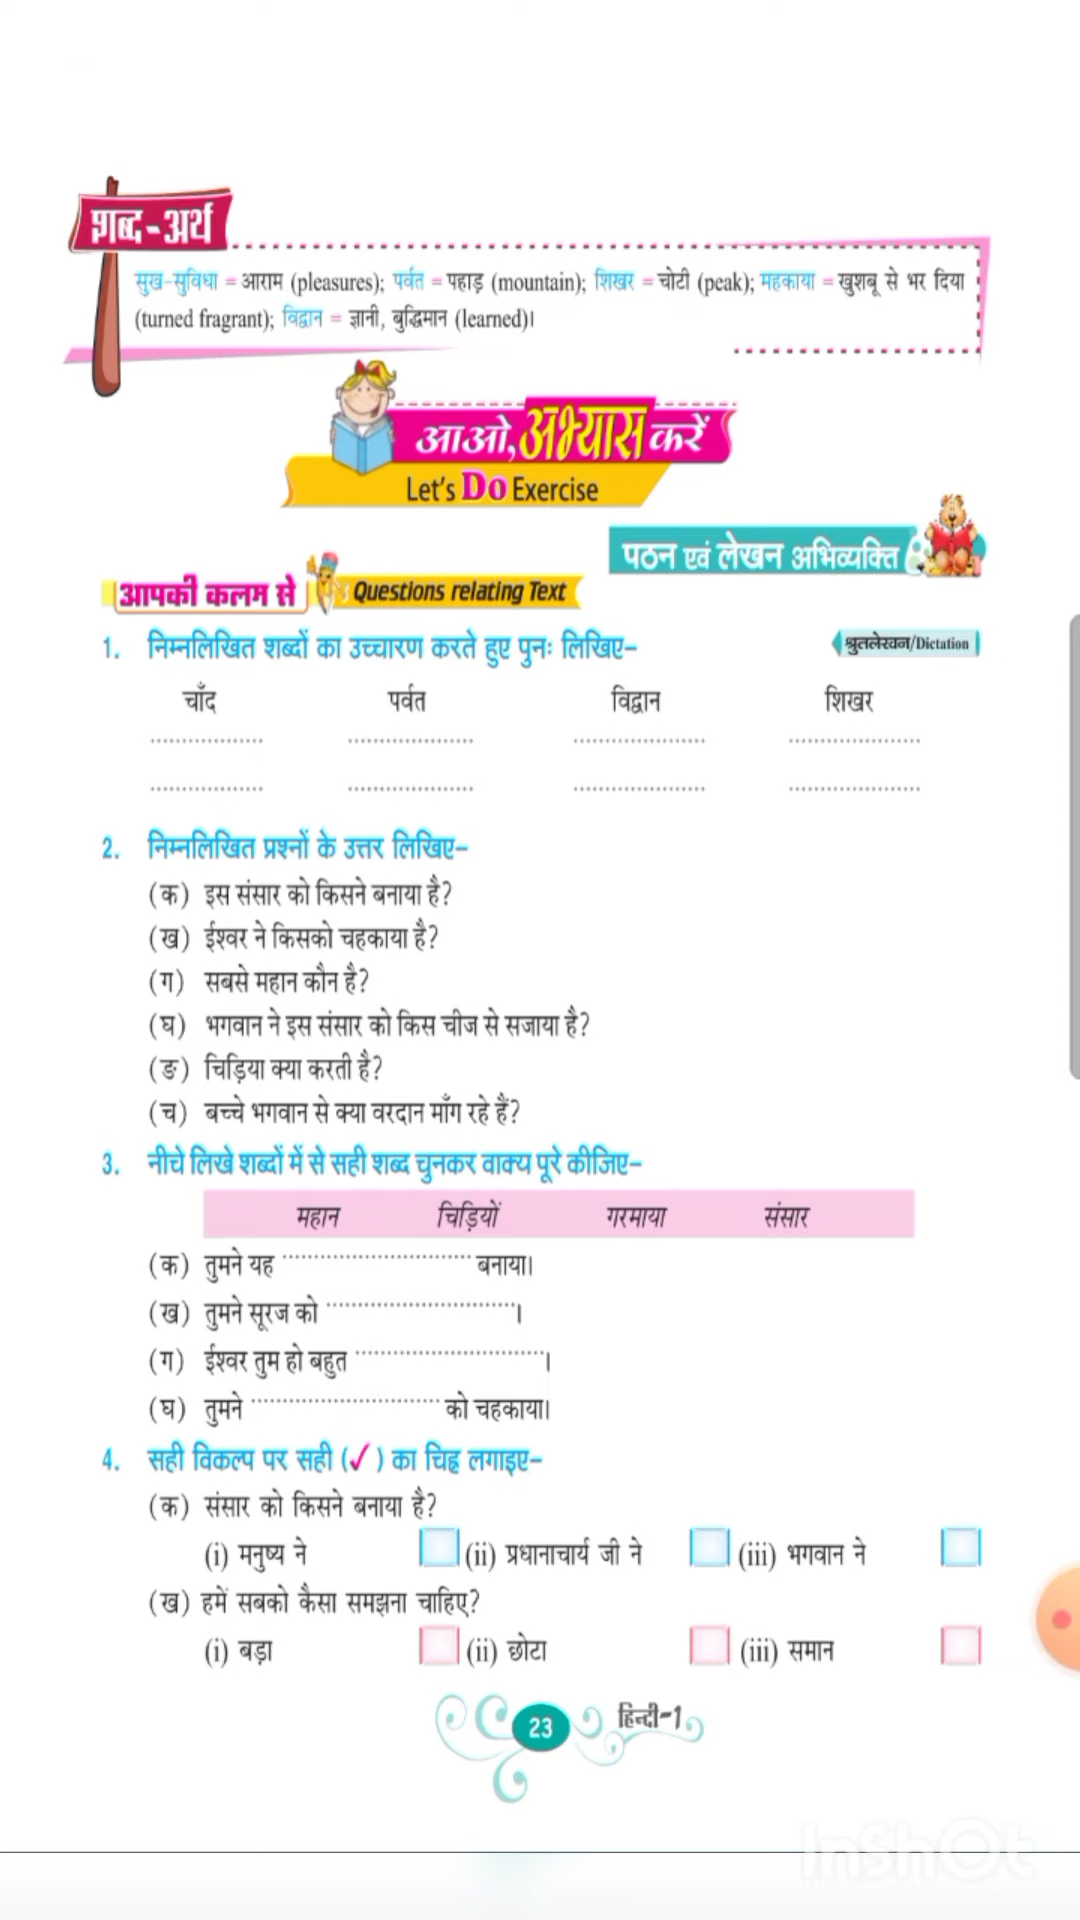 शब्द-अर्थ
सुख-सुविधा = आराम (pleasures); पर्वत = पहाड़ (mountain); शिखर = चोटी (peak); महकाया = खुशबू से भर दिया
(turned fragrant); विद्वान = ज्ञानी, बुद्धिमान (learned)।
आओ, अभ्यास करें
Let's Do Exercise
पठन एवं लेखन अभिव्यक्ति
आपकी कलम से Questions relating Text
1. निम्नलिखित शब्दों का उच्चारण करते हुए पुनः लिखिए- श्रुतलेखन/Dictation
चाँद पर्वत विद्वान शिखर
.................. .................... ..................... .....................
.................. .................... ..................... .....................
2. निम्नलिखित प्रश्नों के उत्तर लिखिए-
(क) इस संसार को किसने बनाया है?
(ख) ईश्वर ने किसको चहकाया है?
(ग) सबसे महान कौन है?
(घ) भगवान ने इस संसार को किस चीज से सजाया है?
(ङ) चिड़िया क्या करती है?
(च) बच्चे भगवान से क्या वरदान माँग रहे हैं?
3. नीचे लिखे शब्दों में से सही शब्द चुनकर वाक्य पूरे कीजिए-
महान चिड़ियों गरमाया संसार
(क) तुमने यह .............................. बनाया।
(ख) तुमने सूरज को ..............................।
(ग) ईश्वर तुम हो बहुत ..............................।
(घ) तुमने .............................. को चहकाया।
4. सही विकल्प पर सही (✓) का चिह्न लगाइए-
(क) संसार को किसने बनाया है?
(i) मनुष्य ने (ii) प्रधानाचार्य जी ने (iii) भगवान ने
(ख) हमें सबको कैसा समझना चाहिए?
(i) बड़ा (ii) छोटा (iii) समान
23 हिन्दी-1
InShOt